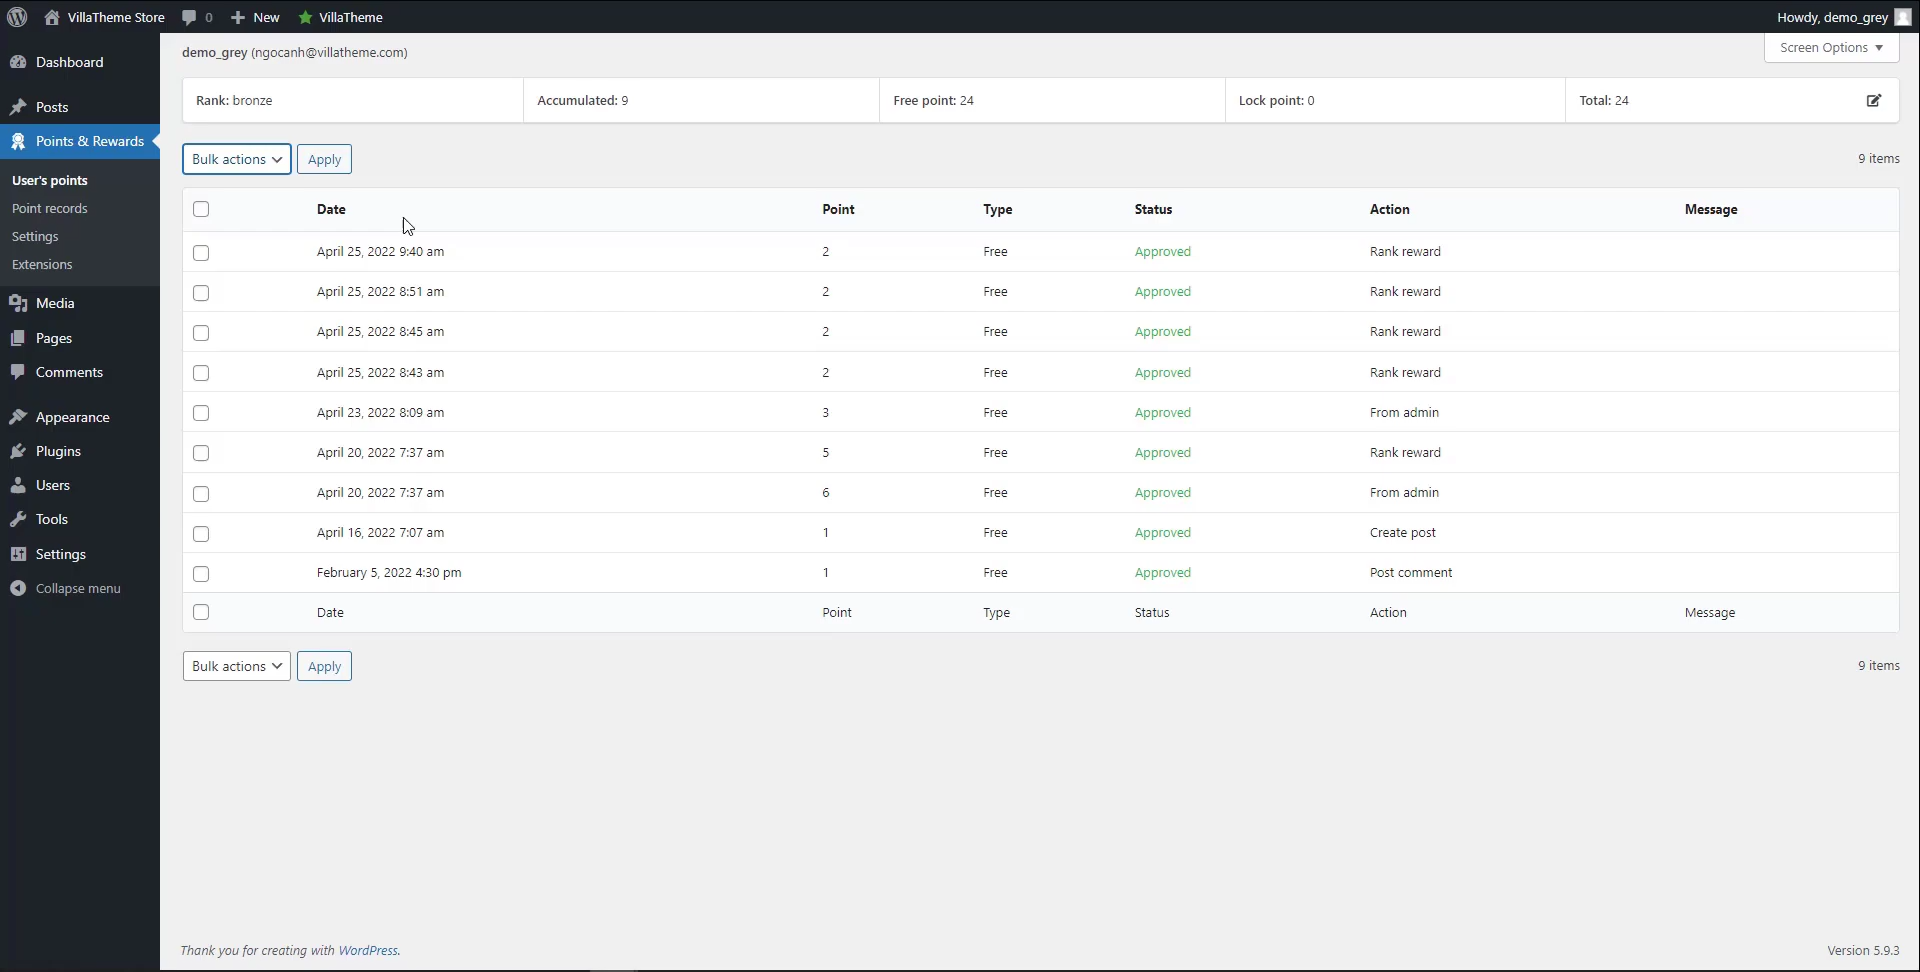 VillaTheme Store 0 New VillaTheme Howdy, demo_grey
Dashboard
Posts
Points & Rewards
User's points
Point records
Settings
Extensions
Media
Pages
Comments
Appearance
Plugins
Users
Tools
Settings
Collapse menu
demo_grey (ngocanh@villatheme.com) Screen Options
Rank: bronze Accumulated: 9 Free point: 24 Lock point: 0 Total: 24
Bulk actions Apply 9 items
Date Point Type Status Action Message
April 25, 2022 9:40 am 2 Free Approved Rank reward
April 25, 2022 8:51 am 2 Free Approved Rank reward
April 25, 2022 8:45 am 2 Free Approved Rank reward
April 25, 2022 8:43 am 2 Free Approved Rank reward
April 23, 2022 8:09 am 3 Free Approved From admin
April 20, 2022 7:37 am 5 Free Approved Rank reward
April 20, 2022 7:37 am 6 Free Approved From admin
April 16, 2022 7:07 am 1 Free Approved Create post
February 5, 2022 4:30 pm 1 Free Approved Post comment
Date Point Type Status Action Message
Bulk actions Apply 9 items
Thank you for creating with WordPress. Version 5.9.3